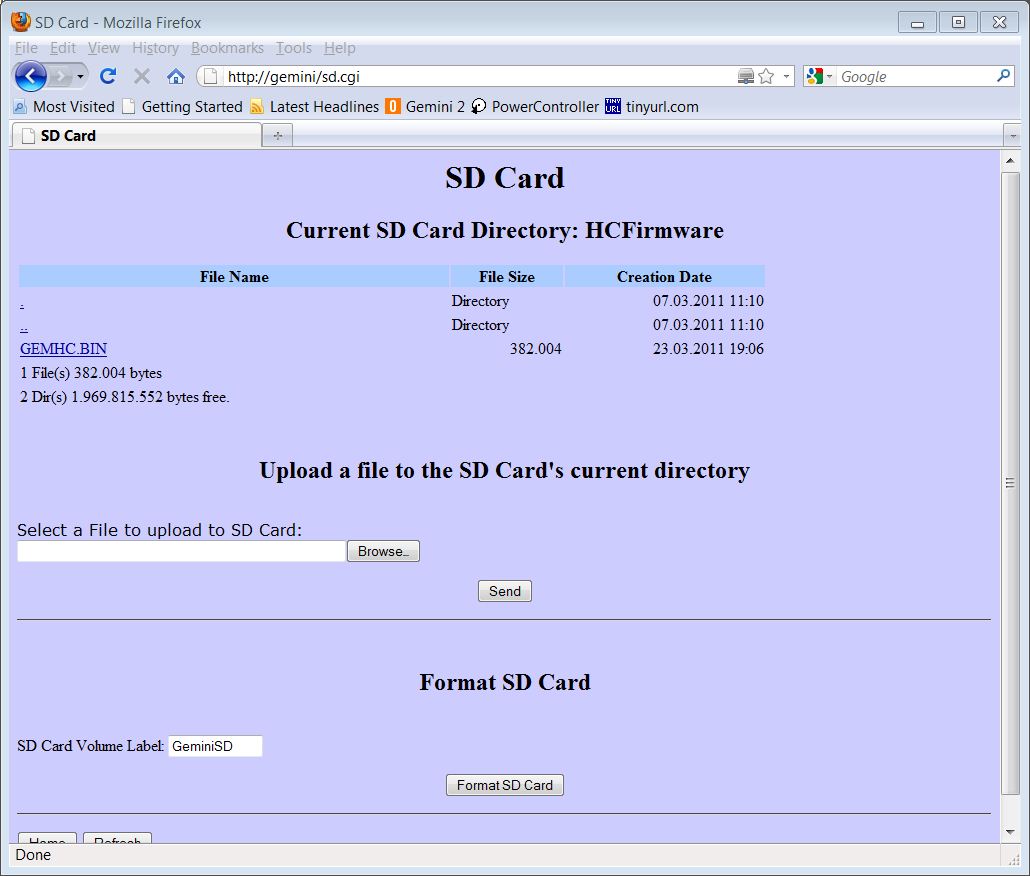 SD Card - Mozilla Firefox
File Edit View History Bookmarks Tools Help
http://gemini/sd.cgi Google
Most Visited Getting Started Latest Headlines Gemini 2 PowerController TINY URL tinyurl.com
SD Card
SD Card
Current SD Card Directory: HCFirmware
File Name File Size Creation Date
. Directory 07.03.2011 11:10
.. Directory 07.03.2011 11:10
GEMHC.BIN 382.004 23.03.2011 19:06
1 File(s) 382.004 bytes
2 Dir(s) 1.969.815.552 bytes free.
Upload a file to the SD Card's current directory
Select a File to upload to SD Card:
Browse...
Send
Format SD Card
SD Card Volume Label: GeminiSD
Format SD Card
Home Refresh
Done